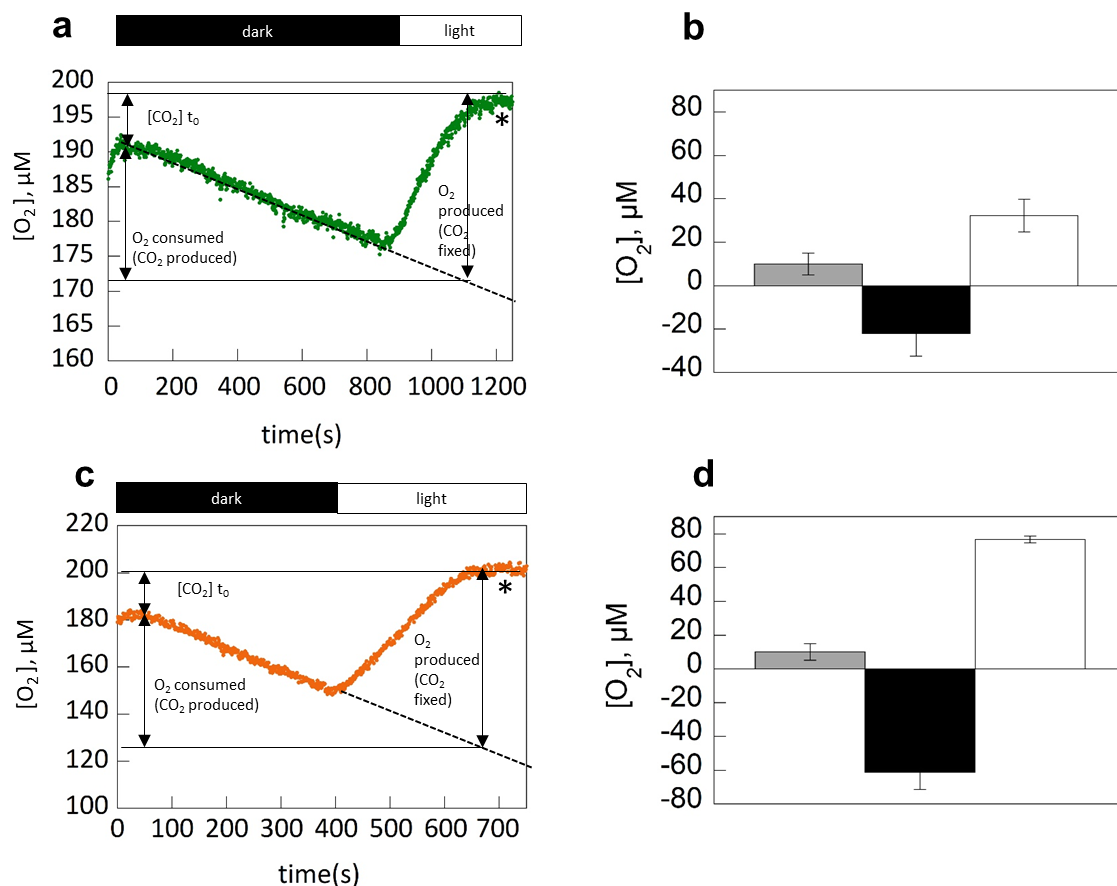 a
dark
light
200
195
190
185
180
175
170
165
160
[O₂], µM
[CO₂] t₀
O₂ consumed
(CO₂ produced)
O₂
produced
(CO₂
fixed)
*
0
200
400
600
800
1000
1200
time(s)
b
80
60
40
20
0
-20
-40
[O₂], µM
c
dark
light
220
200
180
160
140
120
100
[O₂], µM
[CO₂] t₀
O₂ consumed
(CO₂ produced)
O₂
produced
(CO₂
fixed)
*
0
100
200
300
400
500
600
700
time(s)
d
80
60
40
20
0
-20
-40
-60
-80
[O₂], µM